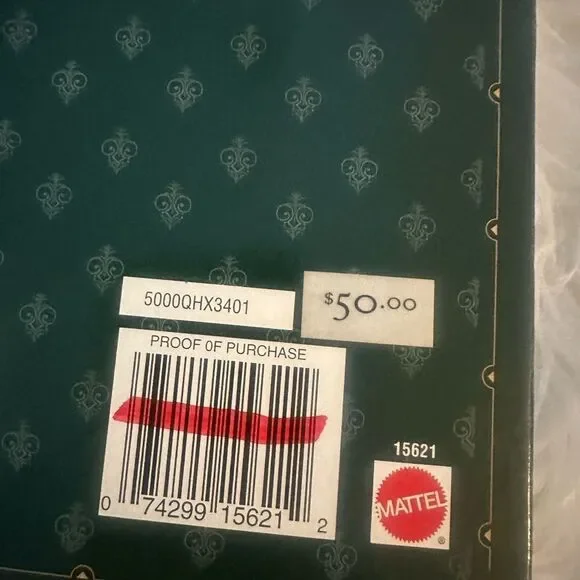 5000QHX3401
$50.00
PROOF OF PURCHASE
0 74299 15621 2
15621
MATTEL
®